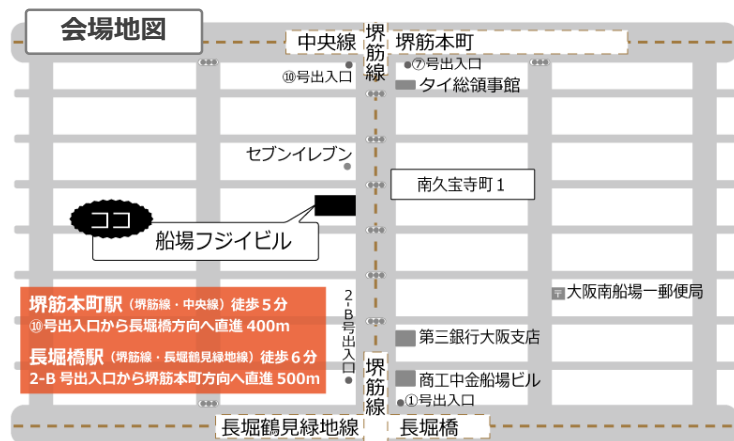 会場地図
中央線
堺筋線
堺筋本町
⑩号出入口
⑦号出入口
タイ総領事館
セブンイレブン
南久宝寺町1
ココ
船場フジイビル
大阪南船場一郵便局
堺筋本町駅（堺筋線・中央線）徒歩5分
⑩号出入口から長堀橋方向へ直進 400m
長堀橋駅（堺筋線・長堀鶴見緑地線）徒歩6分
2-B 号出入口から堺筋本町方向へ直進 500m
2-B号出入口
第三銀行大阪支店
堺筋線
商工中金船場ビル
①号出入口
長堀鶴見緑地線
長堀橋